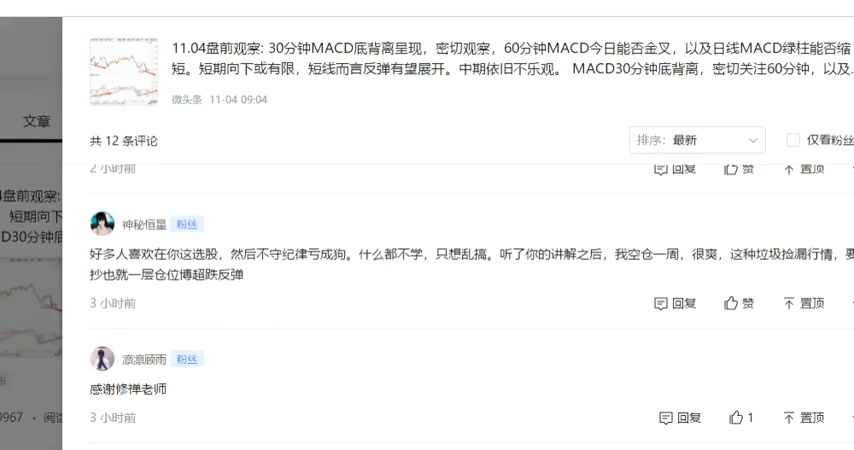 11.04盘前观察: 30分钟MACD底背离呈现，密切观察，60分钟MACD今日能否金叉，以及日线MACD绿柱能否缩
短。短期向下或有限，短线而言反弹有望展开。中期依旧不乐观。 MACD30分钟底背离，密切关注60分钟，以及.
微头条 11-04 09:04
文章
共 12 条评论
排序: 最新
仅看粉丝
2 小时前
回复 赞 置顶
盘前观察:
短期向下
D30分钟底
神秘恒星 粉丝
好多人喜欢在你这选股，然后不守纪律亏成狗。什么都不学，只想乱搞。听了你的讲解之后，我空仓一周，很爽，这种垃圾捡漏行情，要
抄也就一层仓位博超跌反弹
3 小时前
回复 赞 置顶
凛凛顾雨 粉丝
感谢修禅老师
3 小时前
回复 1 置顶
9967 · 阅读